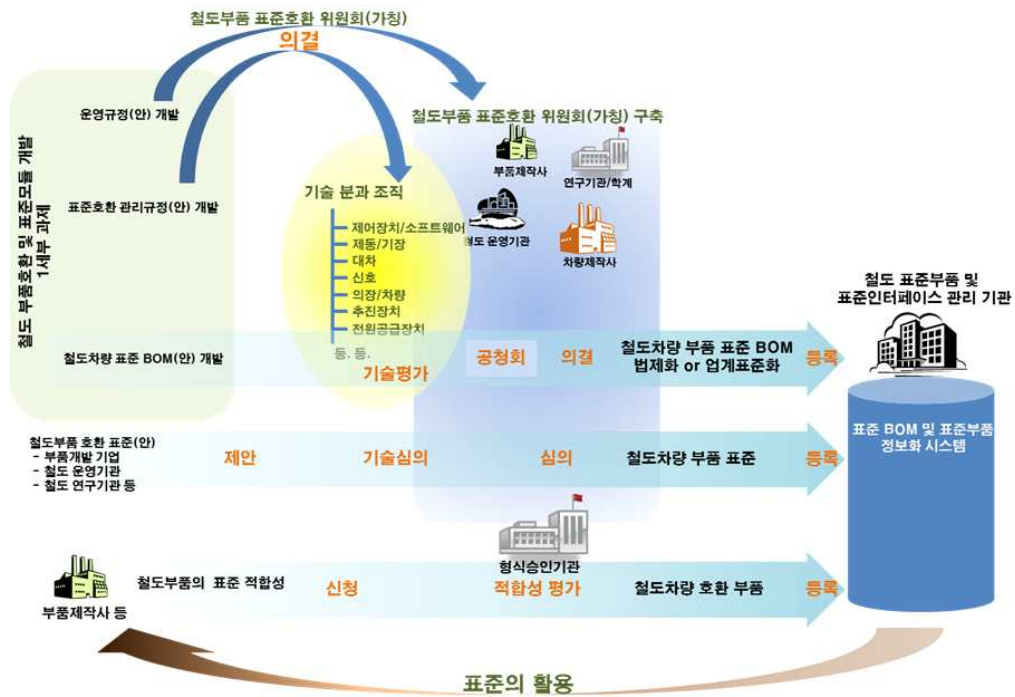 철도부품 표준호환 위원회(가칭)
의결
철도 부품호환 및 표준모듈 개발
1세부 과제
운영규정(안) 개발
표준호환 관리규정(안) 개발
철도차량 표준 BOM(안) 개발
기술 분과 조직
제어장치/소프트웨어
제동/기장
대차
신호
의장/차량
추진장치
전원공급장치
등. 등.
기술평가
철도부품 표준호환 위원회(가칭) 구축
부품제작사
연구기관/학계
철도 운영기관
차량제작사
공청회
의결
철도차량 부품 표준 BOM
법제화 or 업계표준화
등록
철도 표준부품 및
표준인터페이스 관리 기관
표준 BOM 및 표준부품
정보화 시스템
철도부품 호환 표준(안)
- 부품개발 기업
- 철도 운영기관
- 철도 연구기관 등
제안
기술심의
심의
철도차량 부품 표준
등록
부품제작사 등
철도부품의 표준 적합성
신청
형식승인기관
적합성 평가
철도차량 호환 부품
등록
표준의 활용